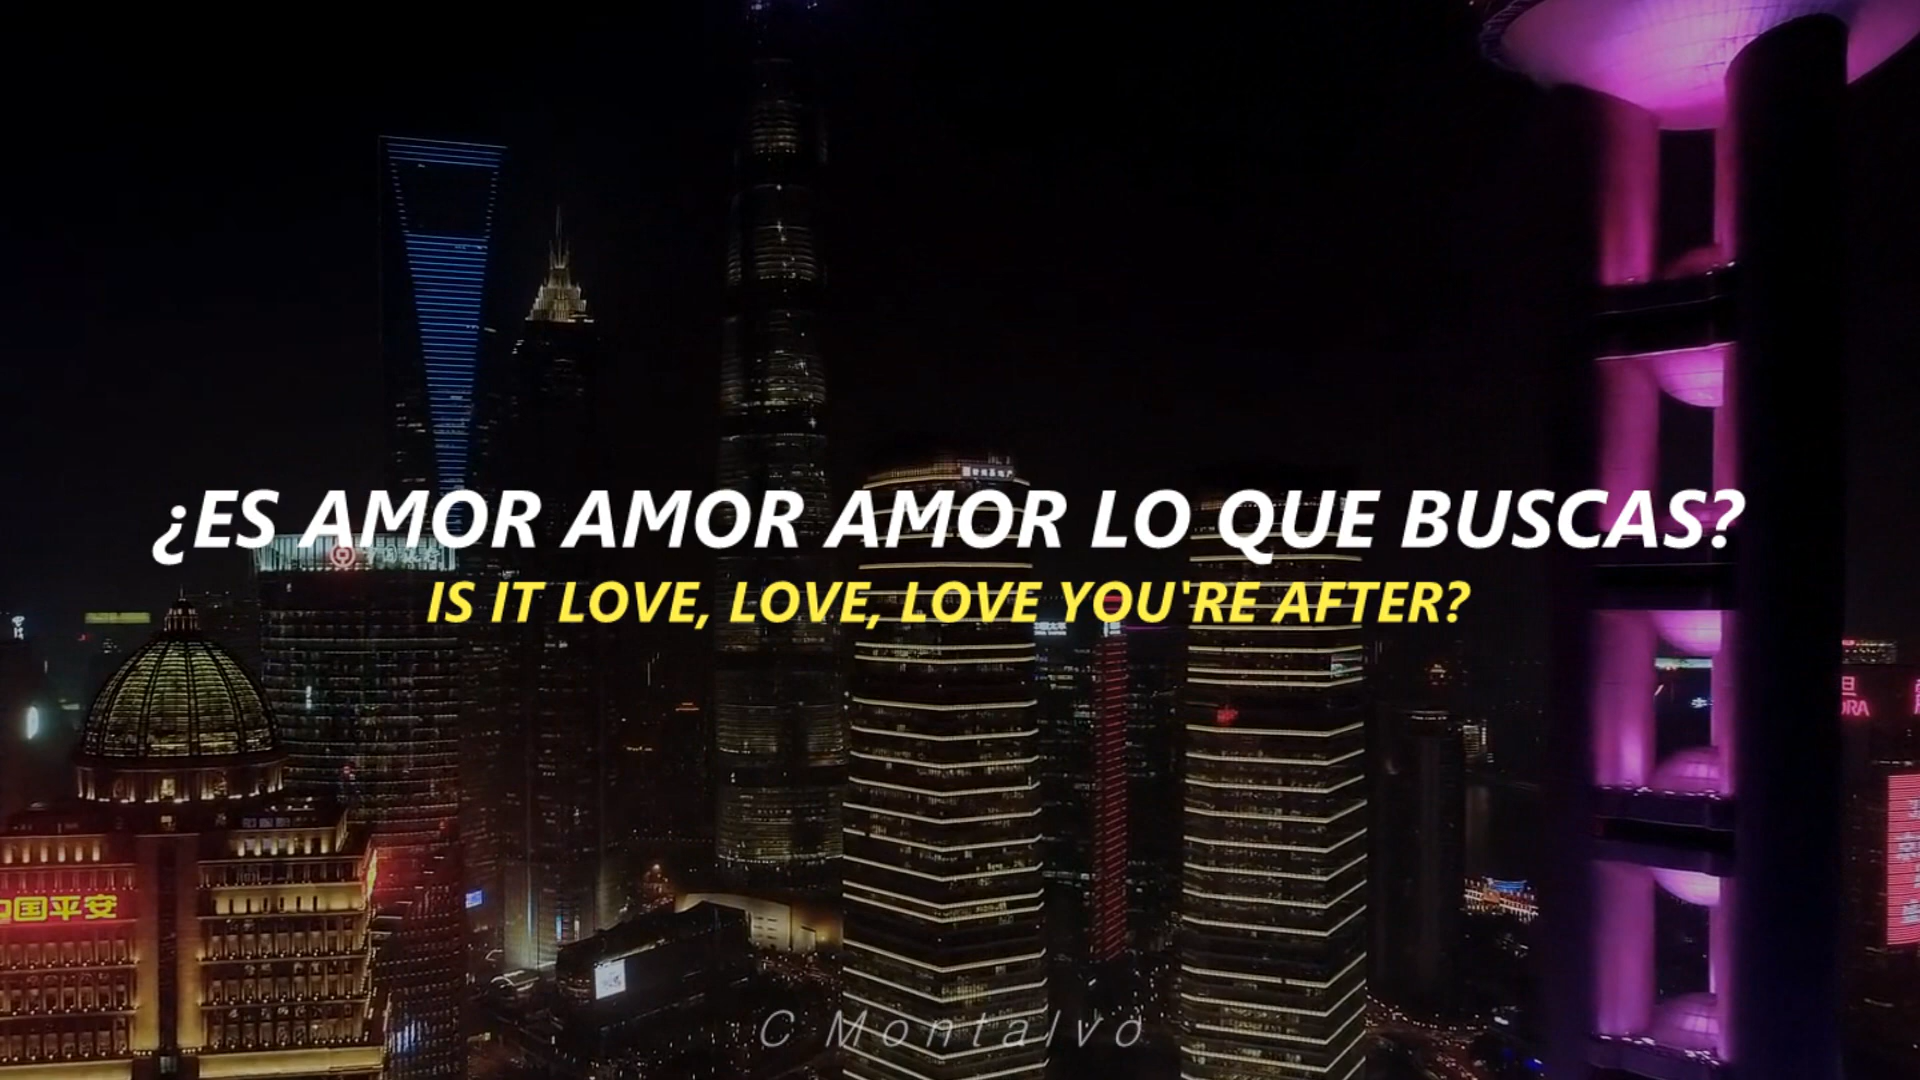 ¿ES AMOR AMOR AMOR LO QUE BUSCAS?
IS IT LOVE, LOVE, LOVE YOU'RE AFTER?
中国平安
C Montalvo